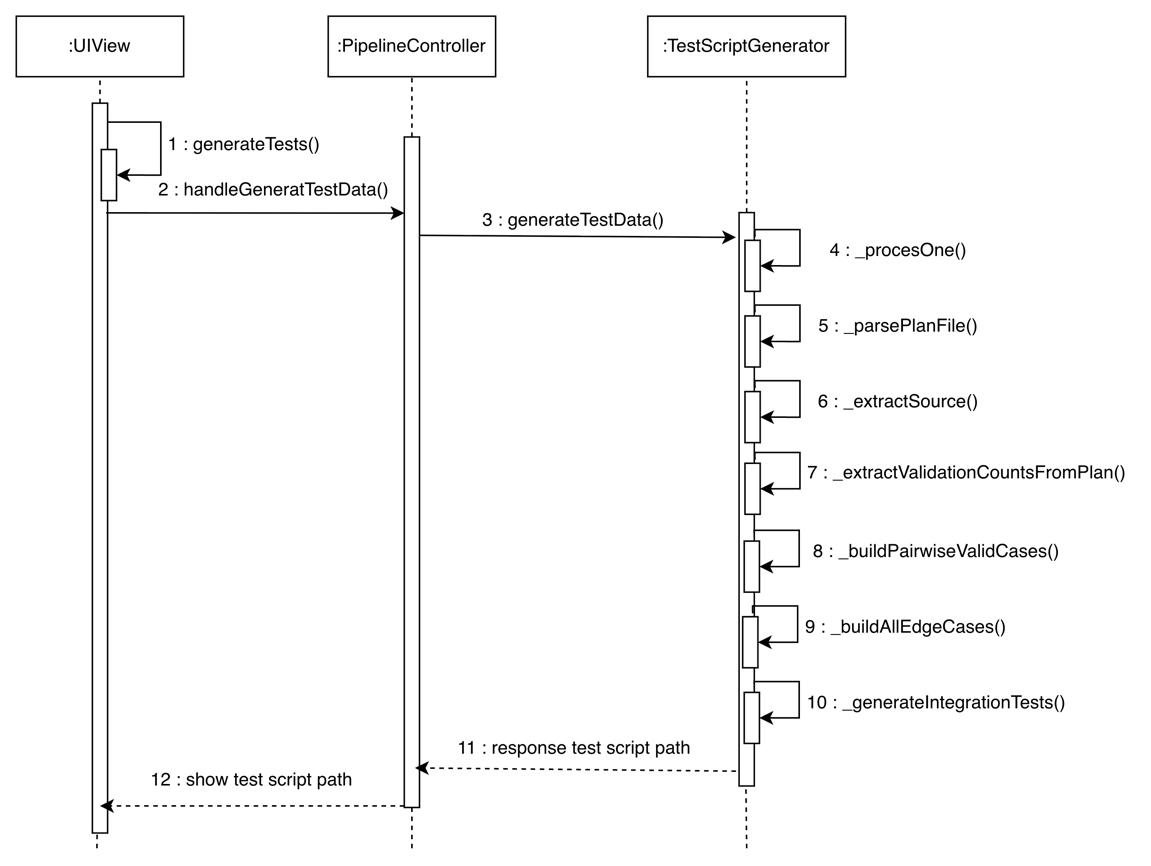 :UIView
:PipelineController
:TestScriptGenerator
1 : generateTests()
2 : handleGeneratTestData()
3 : generateTestData()
4 : _procesOne()
5 : _parsePlanFile()
6 : _extractSource()
7 : _extractValidationCountsFromPlan()
8 : _buildPairwiseValidCases()
9 : _buildAllEdgeCases()
10 : _generateIntegrationTests()
11 : response test script path
12 : show test script path